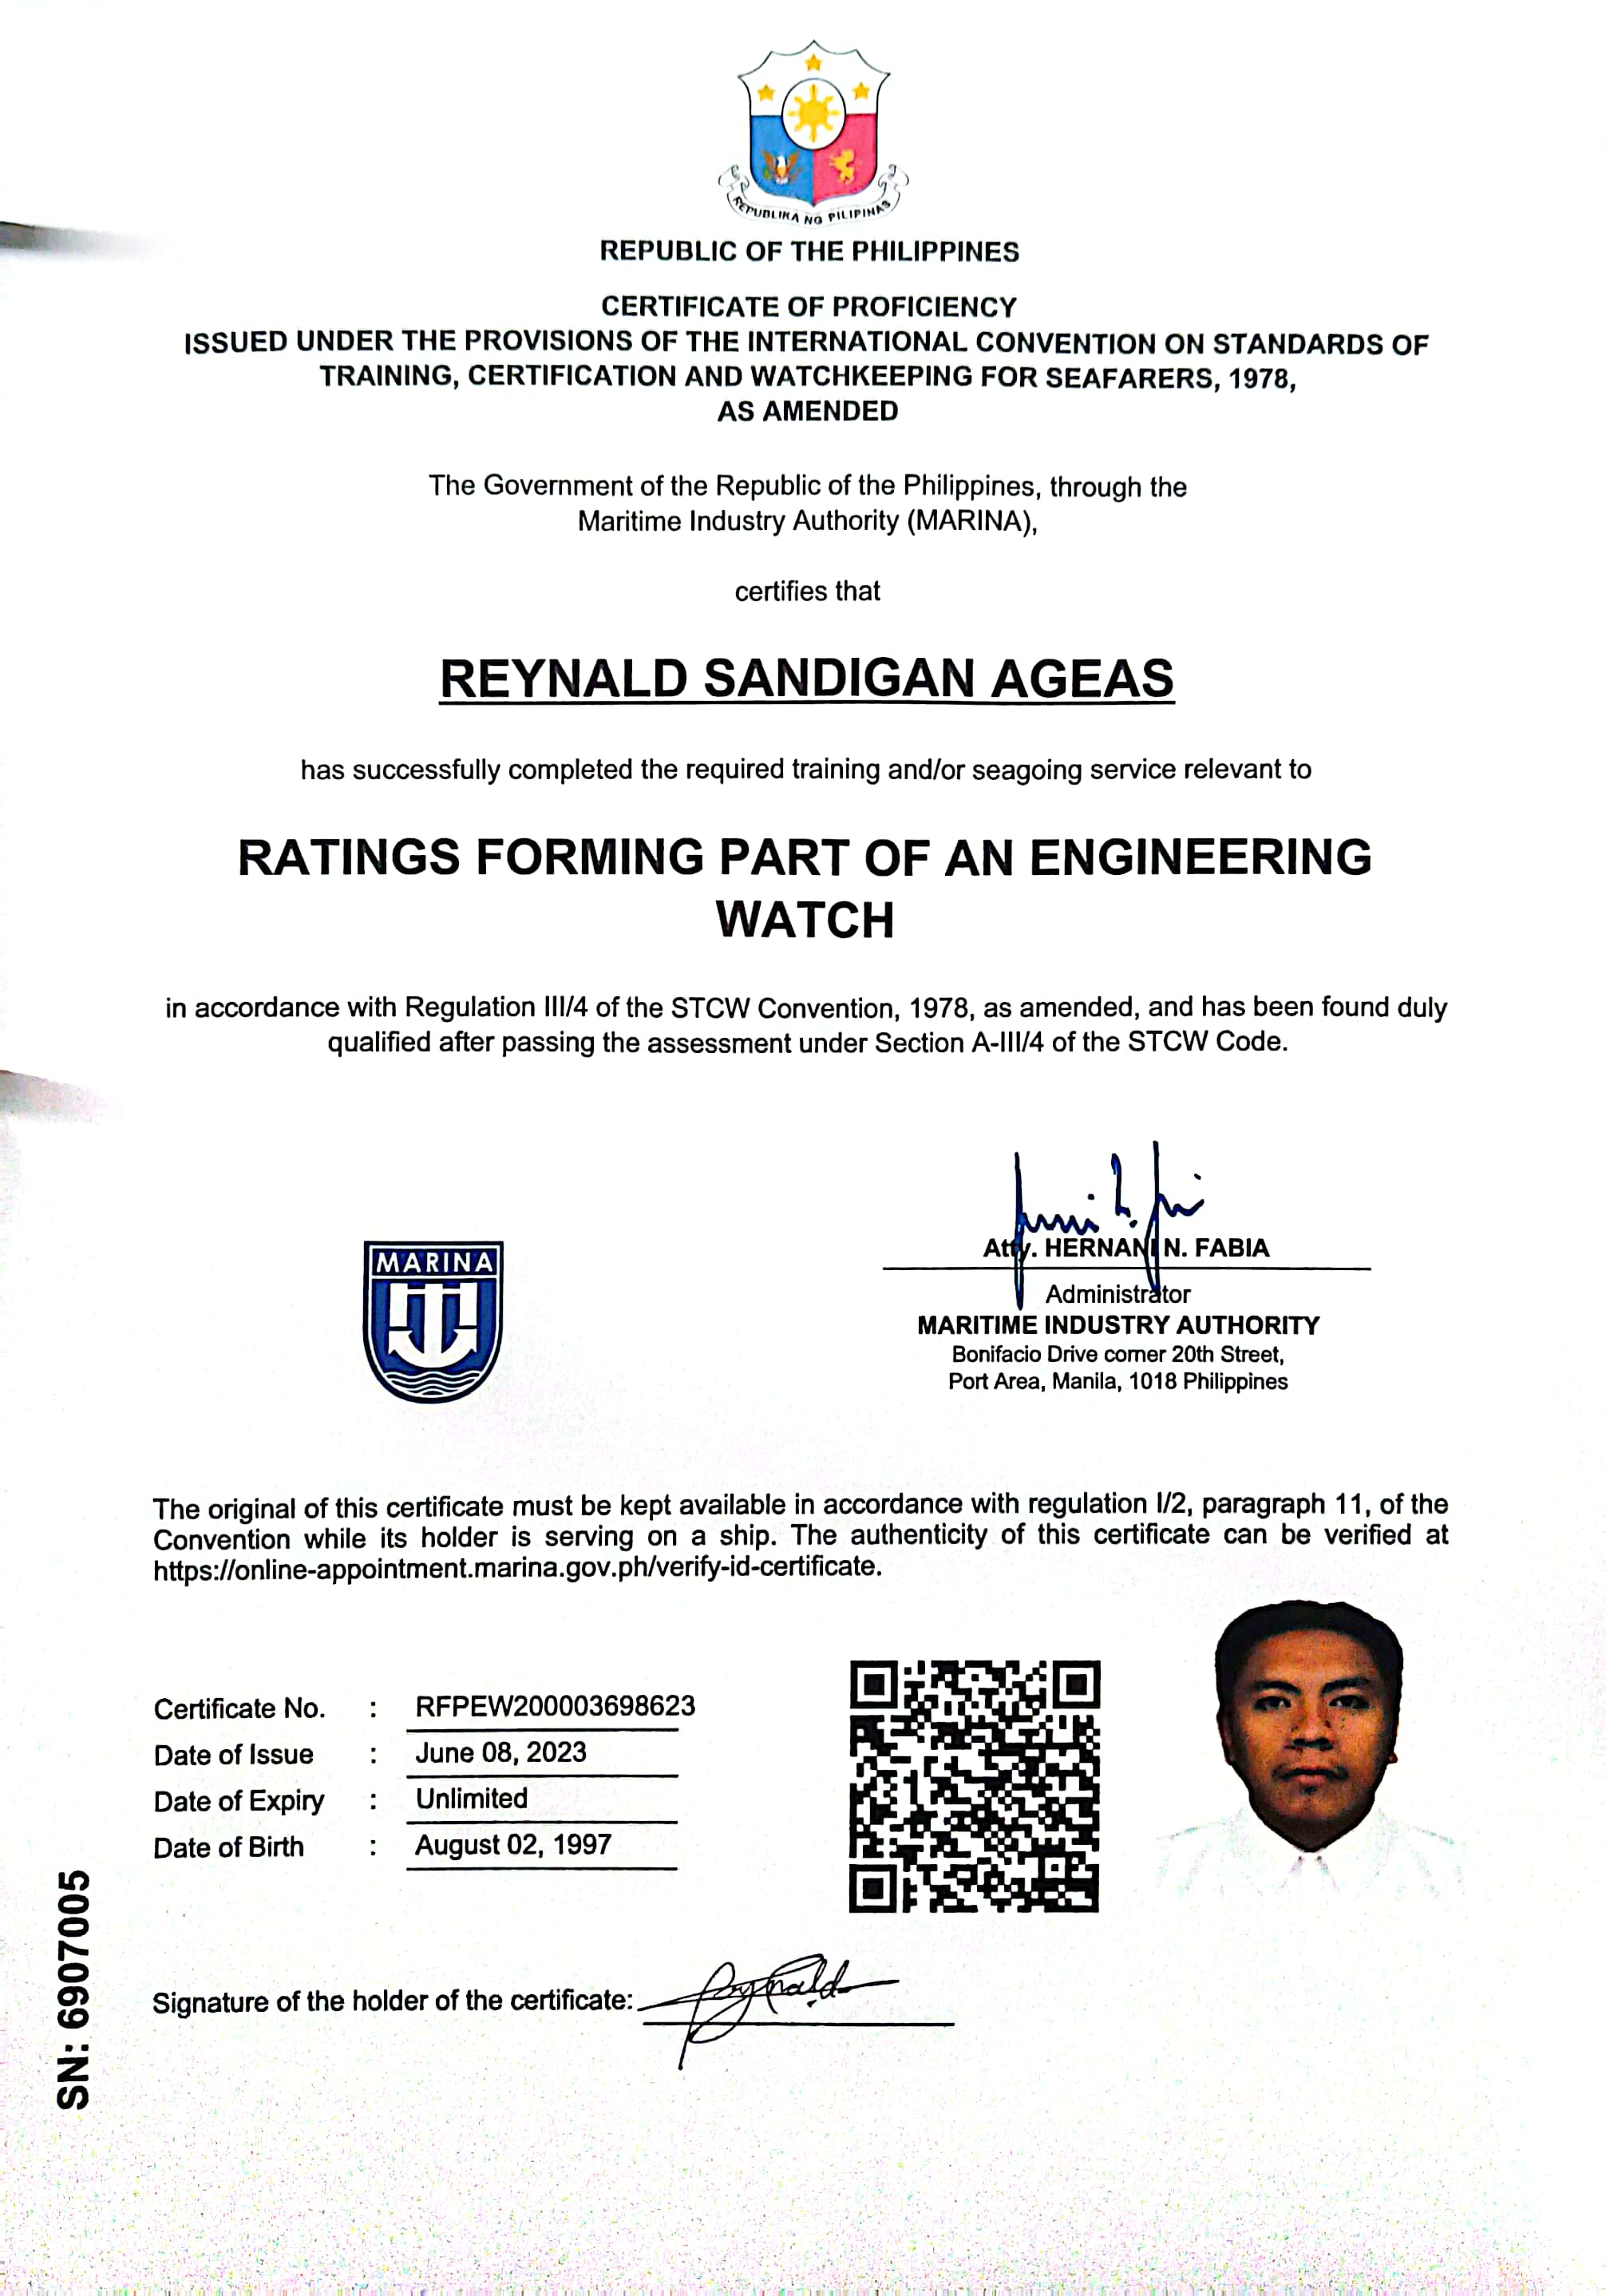 REPUBLIKA NG PILIPINAS
REPUBLIC OF THE PHILIPPINES
CERTIFICATE OF PROFICIENCY
ISSUED UNDER THE PROVISIONS OF THE INTERNATIONAL CONVENTION ON STANDARDS OF
TRAINING, CERTIFICATION AND WATCHKEEPING FOR SEAFARERS, 1978,
AS AMENDED
The Government of the Republic of the Philippines, through the
Maritime Industry Authority (MARINA),
certifies that
REYNALD SANDIGAN AGEAS
has successfully completed the required training and/or seagoing service relevant to
RATINGS FORMING PART OF AN ENGINEERING
WATCH
in accordance with Regulation III/4 of the STCW Convention, 1978, as amended, and has been found duly
qualified after passing the assessment under Section A-III/4 of the STCW Code.
MARINA
Atty. HERNANI N. FABIA
Administrator
MARITIME INDUSTRY AUTHORITY
Bonifacio Drive corner 20th Street,
Port Area, Manila, 1018 Philippines
The original of this certificate must be kept available in accordance with regulation I/2, paragraph 11, of the
Convention while its holder is serving on a ship. The authenticity of this certificate can be verified at
https://online-appointment.marina.gov.ph/verify-id-certificate.
Certificate No. : RFPEW200003698623
Date of Issue : June 08, 2023
Date of Expiry : Unlimited
Date of Birth : August 02, 1997
Signature of the holder of the certificate: Reynald
SN: 6907005